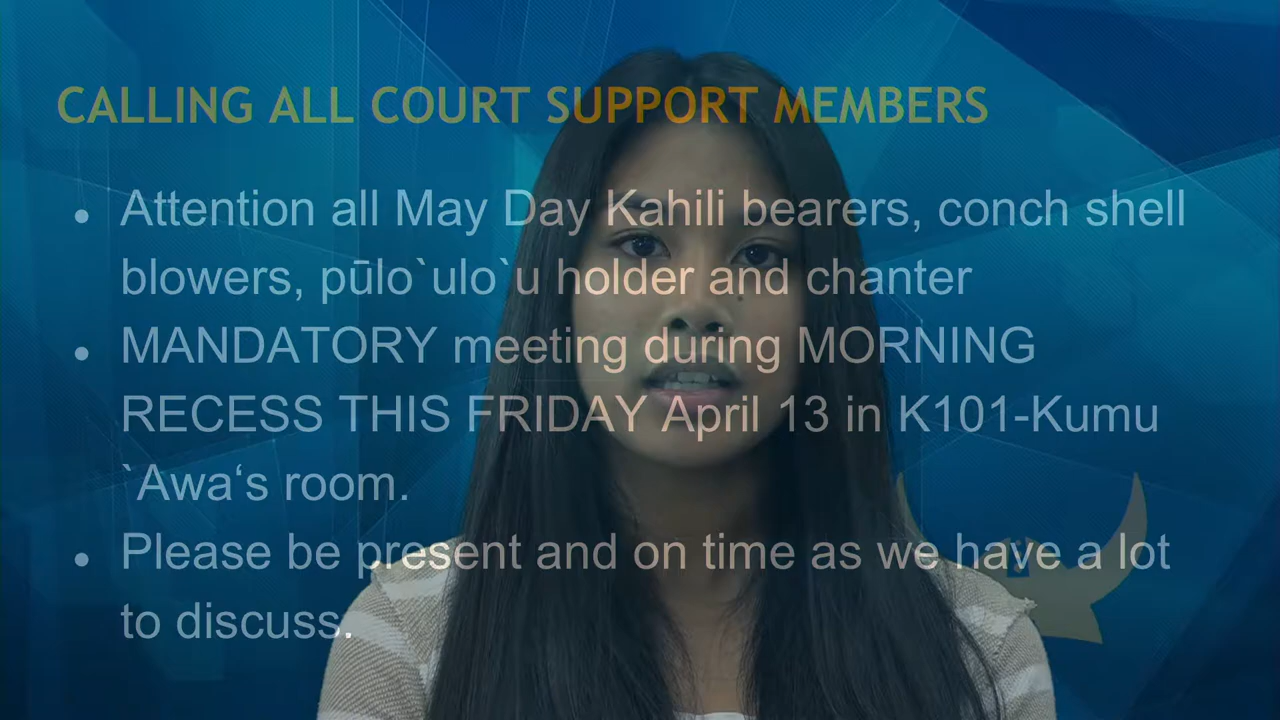 CALLING ALL COURT SUPPORT MEMBERS
• Attention all May Day Kahili bearers, conch shell
blowers, pūlo`ulo`u holder and chanter
• MANDATORY meeting during MORNING
RECESS THIS FRIDAY April 13 in K101-Kumu
`Awa‘s room.
• Please be present and on time as we have a lot
to discuss.